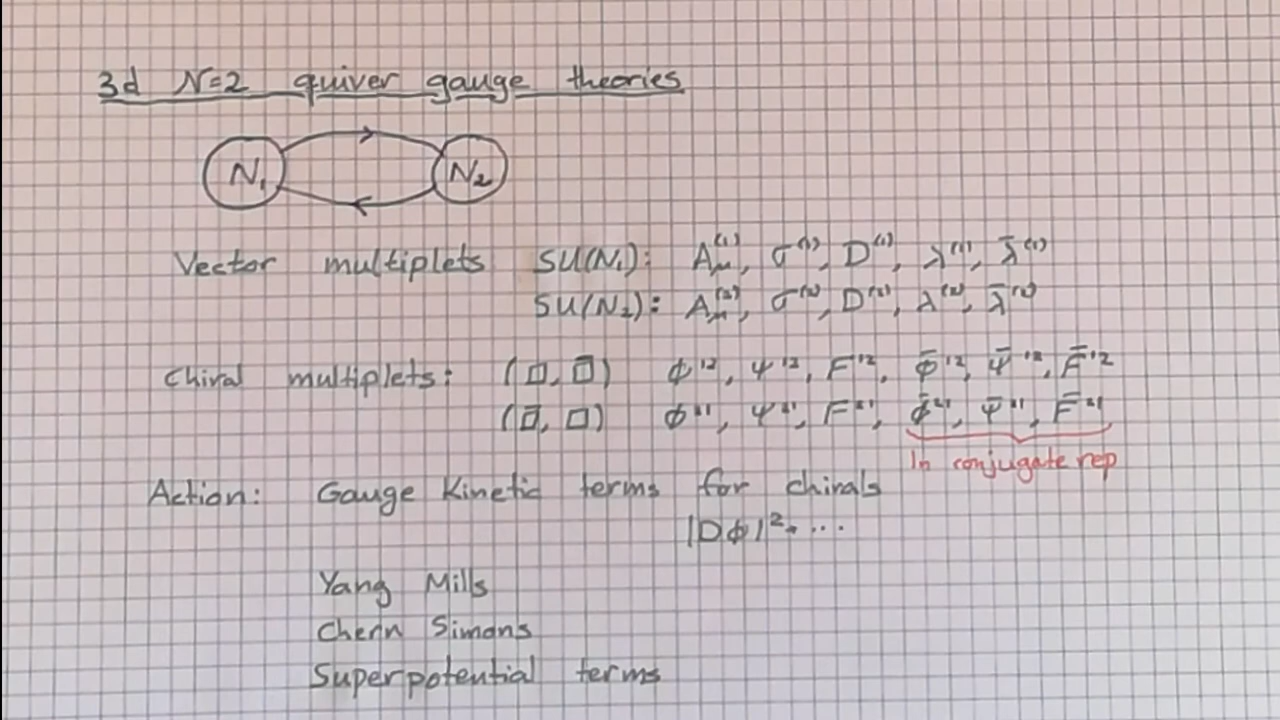 3d N=2 quiver gauge theories
N₁ N₂
Vector multiplets SU(N₁): A_μ⁽¹⁾, σ⁽¹⁾, D⁽¹⁾, λ⁽¹⁾, λ̄⁽¹⁾
SU(N₂): A_μ⁽²⁾, σ⁽²⁾, D⁽²⁾, λ⁽²⁾, λ̄⁽²⁾
Chiral multiplets: (□, □̄) ϕ¹², ψ¹², F¹², ϕ̄¹², ψ̄¹², F̄¹²
(□̄, □) ϕ²¹, ψ²¹, F²¹, ϕ̄²¹, ψ̄²¹, F̄²¹
In conjugate rep
Action: Gauge Kinetic terms for chirals
|Dϕ|²+ ...
Yang Mills
Chern Simons
Superpotential terms